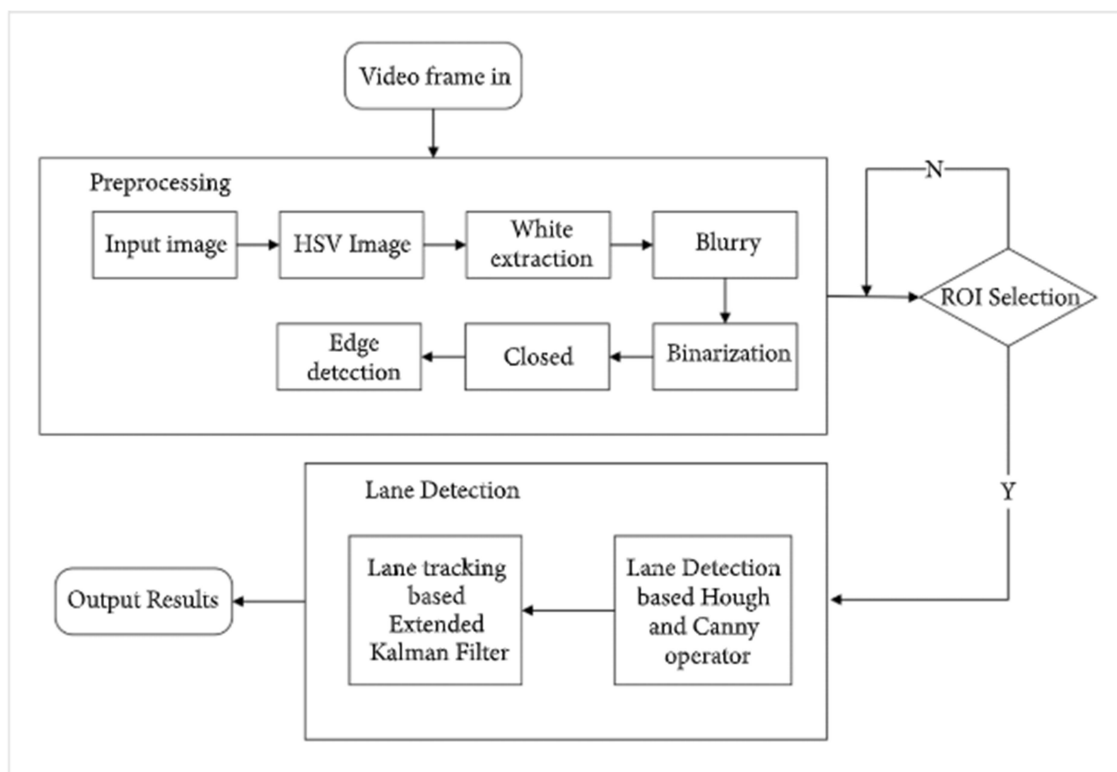 Video frame in
Preprocessing
Input image
HSV Image
White
extraction
Blurry
Binarization
Closed
Edge
detection
N
ROI Selection
Y
Lane Detection
Lane Detection
based Hough
and Canny
operator
Lane tracking
based
Extended
Kalman Filter
Output Results